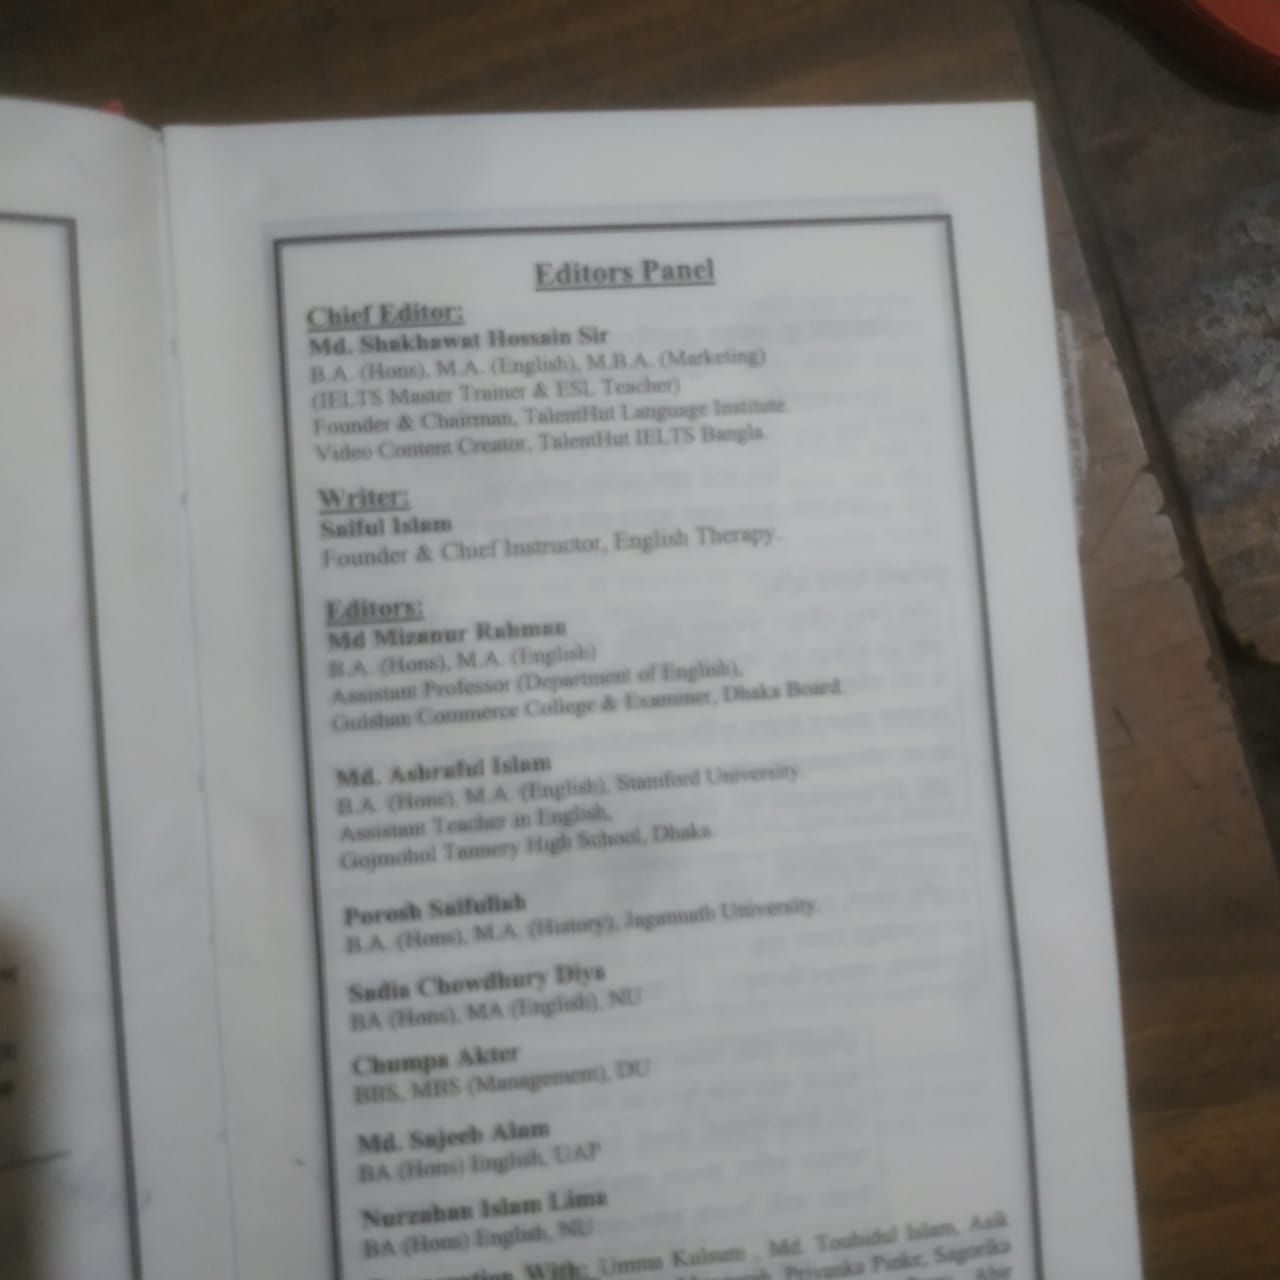 Editors Panel
Chief Editor:
Md. Shakhawat Hossain Sir
B.A. (Hons), M.A. (English), M.B.A. (Marketing)
(IELTS Master Trainer & ESL Teacher)
Founder & Chairman, TalentHut Language Institute.
Video Content Creator, TalentHut IELTS Bangla.
Writer:
Saiful Islam
Founder & Chief Instructor, English Therapy.
Editors:
Md Mizanur Rahman
B.A. (Hons), M.A. (English)
Assistant Professor (Department of English),
Gulshan Commerce College & Examiner, Dhaka Board.
Md. Ashraful Islam
B.A. (Hons), M.A. (English), Stamford University.
Assistant Teacher in English,
Gojmohol Tannery High School, Dhaka.
Porosh Saifullah
B.A. (Hons), M.A. (History), Jagannath University.
Sadia Chowdhury Diya
BA (Hons), MA (English), NU
Chumpa Akter
BBS, MBS (Management), DU
Md. Sajeeb Alam
BA (Hons) English, UAP
Nurzahan Islam Lima
BA (Hons) English, NU
With: Umma Kulsum , Md. Touhidul Islam, Asik
Priyanka Pinke, Sagorika
Abir